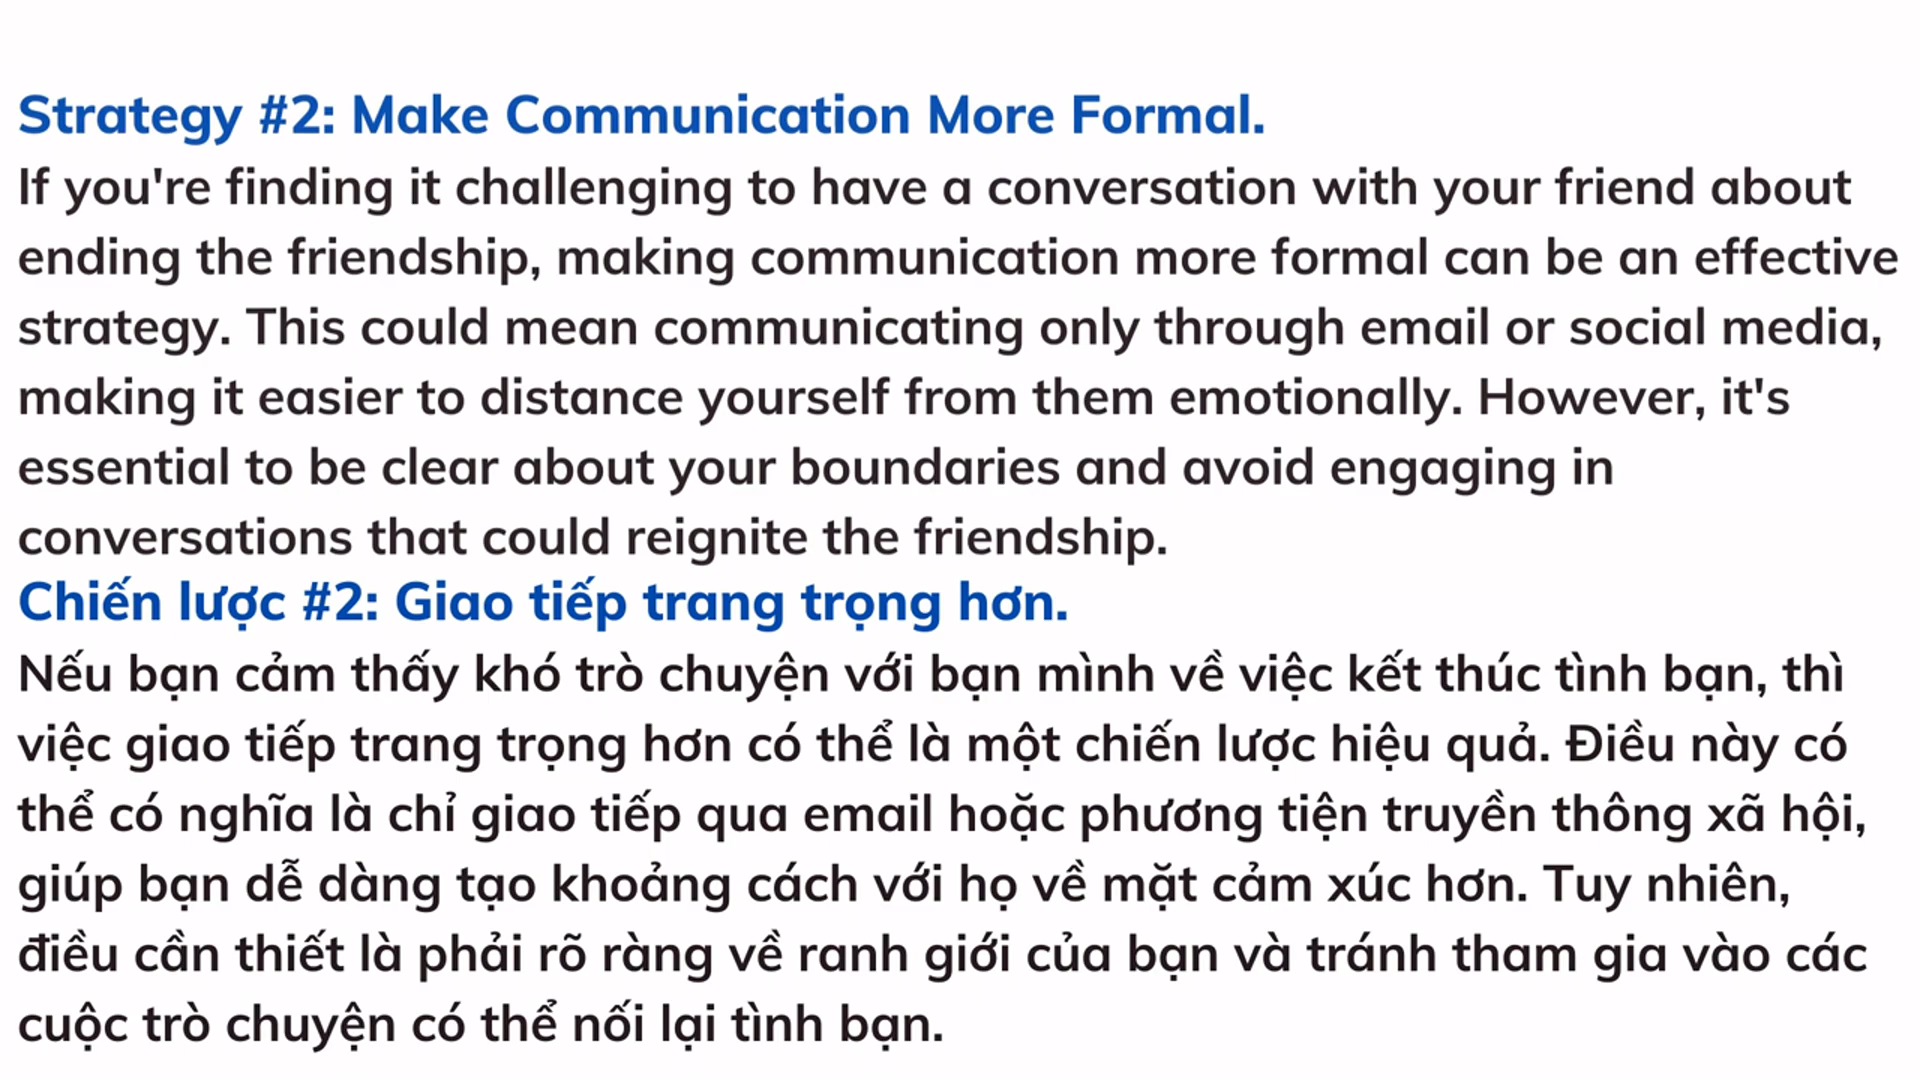 Strategy #2: Make Communication More Formal.
If you're finding it challenging to have a conversation with your friend about
ending the friendship, making communication more formal can be an effective
strategy. This could mean communicating only through email or social media,
making it easier to distance yourself from them emotionally. However, it's
essential to be clear about your boundaries and avoid engaging in
conversations that could reignite the friendship.
Chiến lược #2: Giao tiếp trang trọng hơn.
Nếu bạn cảm thấy khó trò chuyện với bạn mình về việc kết thúc tình bạn, thì
việc giao tiếp trang trọng hơn có thể là một chiến lược hiệu quả. Điều này có
thể có nghĩa là chỉ giao tiếp qua email hoặc phương tiện truyền thông xã hội,
giúp bạn dễ dàng tạo khoảng cách với họ về mặt cảm xúc hơn. Tuy nhiên,
điều cần thiết là phải rõ ràng về ranh giới của bạn và tránh tham gia vào các
cuộc trò chuyện có thể nối lại tình bạn.